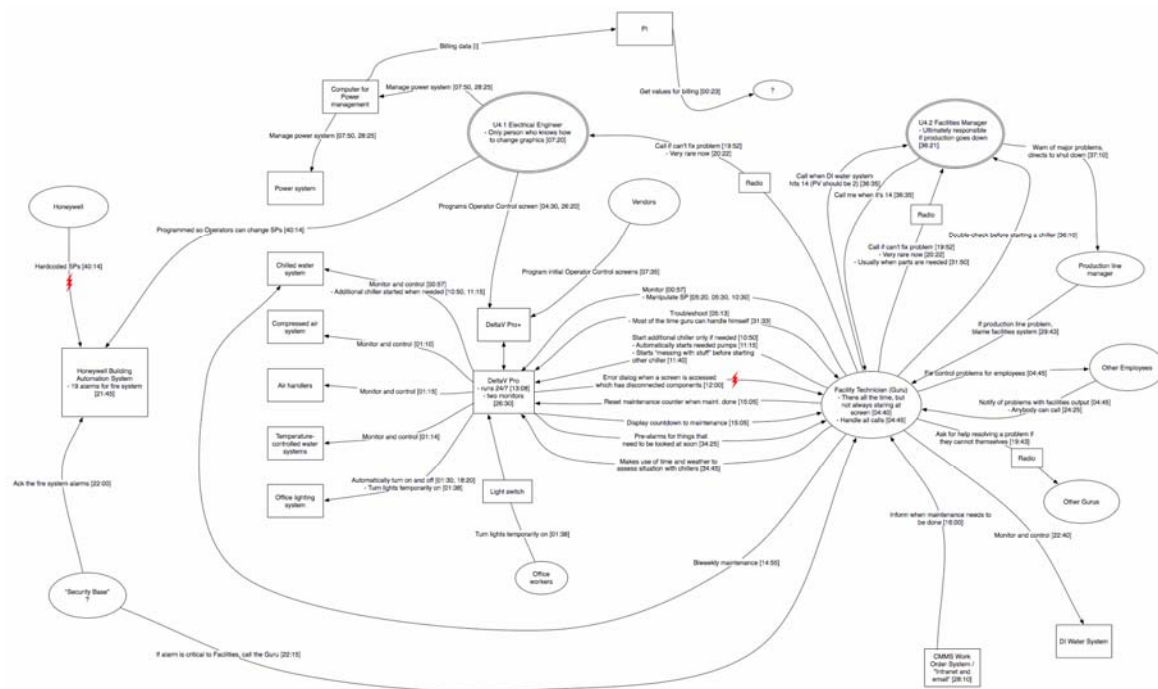 PI
Billing data [i]
Computer for
Power
management
Manage power system [07:50, 28:25]
Get values for billing [00:23]
?
U4.1 Electrical Engineer
- Only person who knows how
to change graphics [07:20]
U4.2 Facilities Manager
- Ultimately responsible
if production goes down
[36:21]
Manage power system [07:50, 28:25]
Call if can't fix problem [19:52]
- Very rare now [20:22]
Warn of major problems,
directs to shut down [37:10]
Power system
Radio
Call when DI water system
hits 14 (PV should be 2) [36:35]
Call me when it's 14 [36:35]
Radio
Honeywell
Programs Operator Control screen [04:30, 26:20]
Vendors
Programmed so Operators can change SPs [40:14]
Double-check before starting a chiller [36:10]
Call if can't fix problem [19:52]
- Very rare now [20:22]
- Usually when parts are needed [31:50]
Hardcoded SPs [40:14]
Chilled water
system
Program initial Operator Control screens [07:35]
Production line
manager
Monitor and control [00:57]
- Additional chiller started when needed [10:50, 11:15]
Monitor [00:57]
- Manipulate SP [05:20, 05:30, 10:30]
Compressed air
system
DeltaV Pro+
Troubleshoot [05:13]
- Most of the time guru can handle himself [31:33]
If production line problem,
blame facilities system [29:43]
Monitor and control [01:10]
Start additional chiller only if needed [10:50]
- Automatically starts needed pumps [11:15]
- Starts "messing with stuff" before starting
other chiller [11:40]
Honeywell Building
Automation System
- 19 alarms for fire system
[21:45]
Air handlers
Monitor and control [01:15]
DeltaV Pro
- runs 24/7 [13:08]
- two monitors
[26:30]
Error dialog when a screen is accessed
which has disconnected components [12:00]
Facility Technician (Guru)
- There all the time, but
not always staring at
screen [04:40]
- Handle all calls [04:45]
Fix control problems for employees [04:45]
Other Employees
Reset maintenance counter when maint. done [15:05]
Notify of problems with facilities output [04:45]
- Anybody can call [24:25]
Display countdown to maintenance [15:05]
Temperature-
controlled water
systems
Monitor and control [01:14]
Pre-alarms for things that
need to be looked at soon [34:25]
Ask for help resolving a problem if
they cannot themselves [19:43]
Radio
Makes use of time and weather to
assess situation with chillers [34:45]
Ack the fire system alarms [22:00]
Office lighting
system
Automatically turn on and off [01:30, 18:20]
- Turn lights temporarily on [01:38]
Light switch
Other Gurus
Turn lights temporarily on [01:38]
Inform when maintenance needs to
be done [16:00]
Monitor and control [22:40]
Biweekly maintenance [14:55]
Office
workers
"Security Base"
?
If alarm is critical to Facilities, call the Guru [22:15]
CMMS Work
Order System /
"Intranet and
email" [28:10]
DI Water System